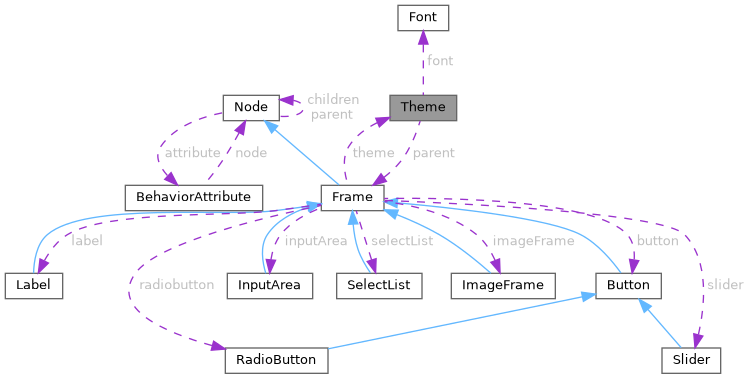 Font
font
Node
children
parent
Theme
attribute
node
theme
parent
BehaviorAttribute
Frame
label
inputArea
selectList
imageFrame
button
radiobutton
slider
Label
InputArea
SelectList
ImageFrame
Button
RadioButton
Slider